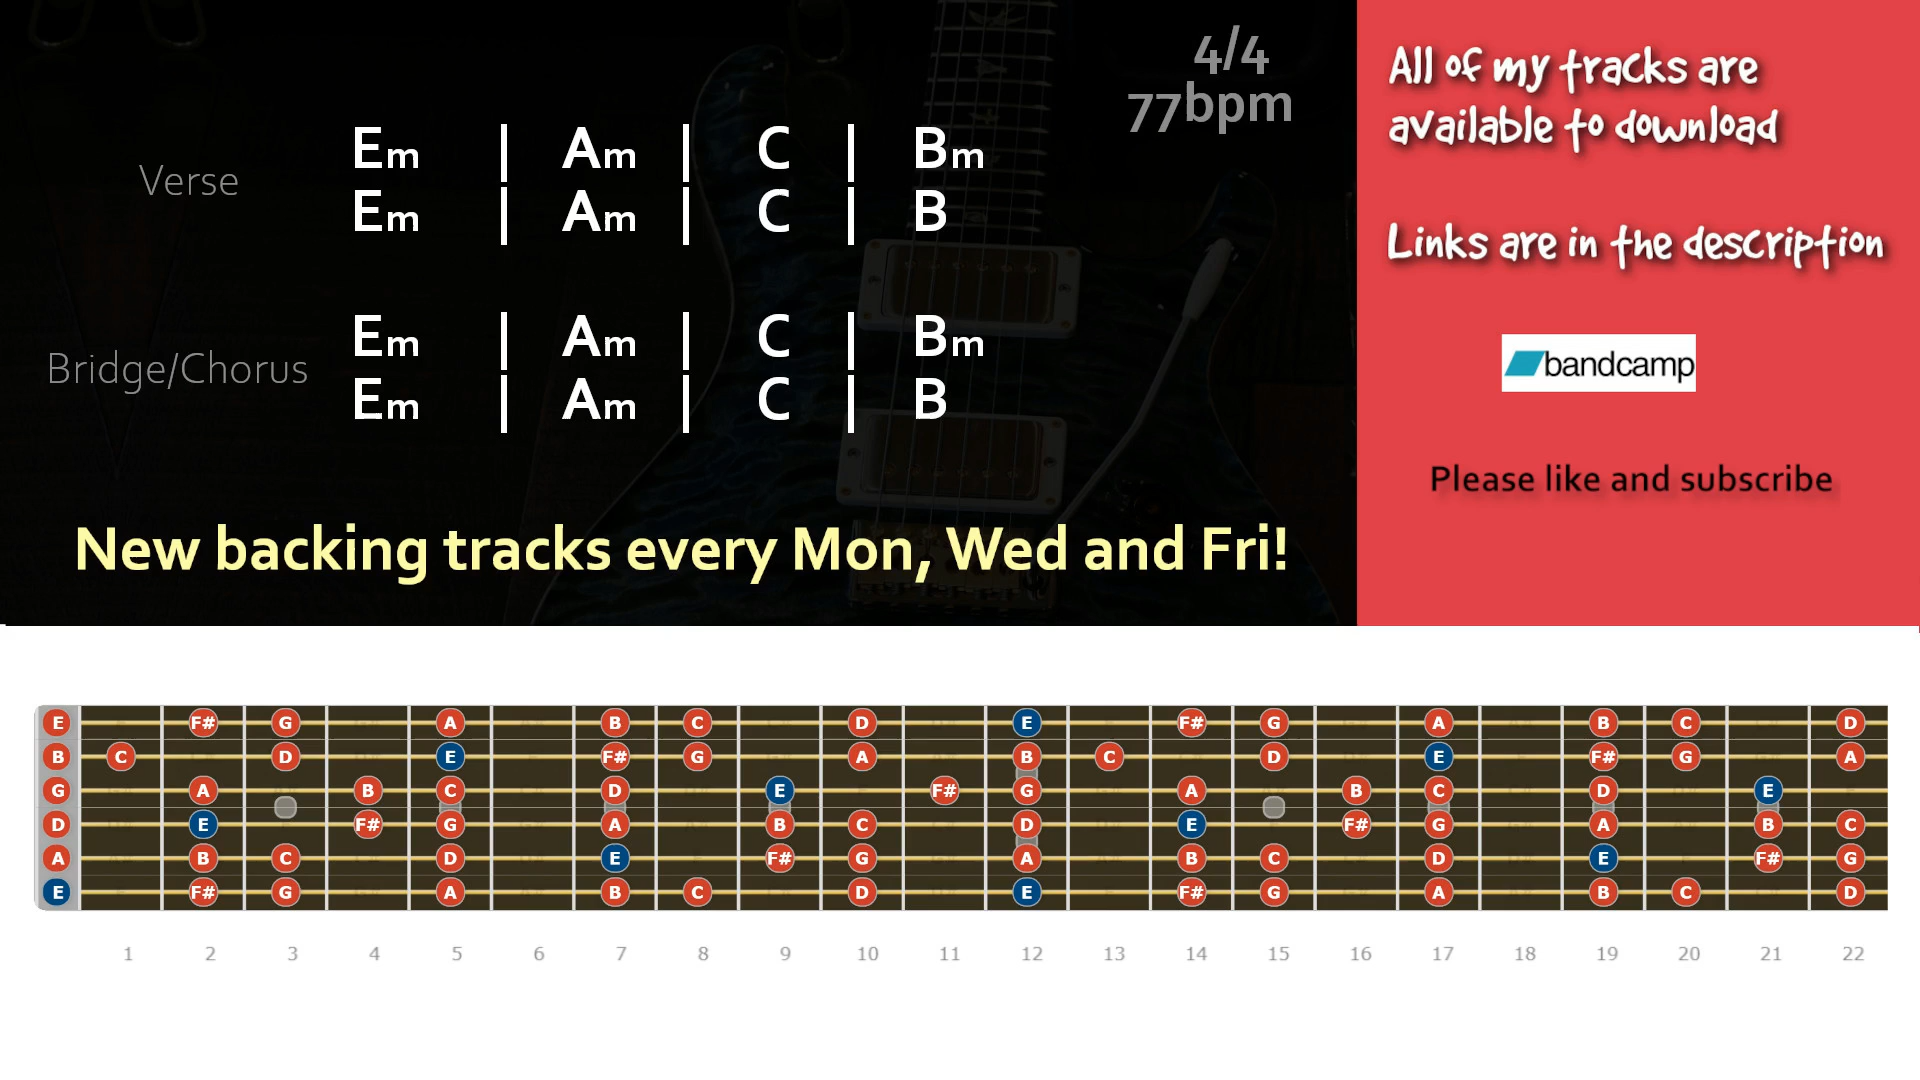 4/4
77bpm
Verse
Em | Am | C | Bm
Em | Am | C | B
Bridge/Chorus
Em | Am | C | Bm
Em | Am | C | B
New backing tracks every Mon, Wed and Fri!
All of my tracks are
available to download
Links are in the description
bandcamp
Please like and subscribe
E F# G A B C D E F# G A B C D
B C D E F# G A B C D E F# G A
G A B C D E F# G A B C D E
D E F# G A B C D E F# G A B C
A B C D E F# G A B C D E F# G
E F# G A B C D E F# G A B C D
1 2 3 4 5 6 7 8 9 10 11 12 13 14 15 16 17 18 19 20 21 22